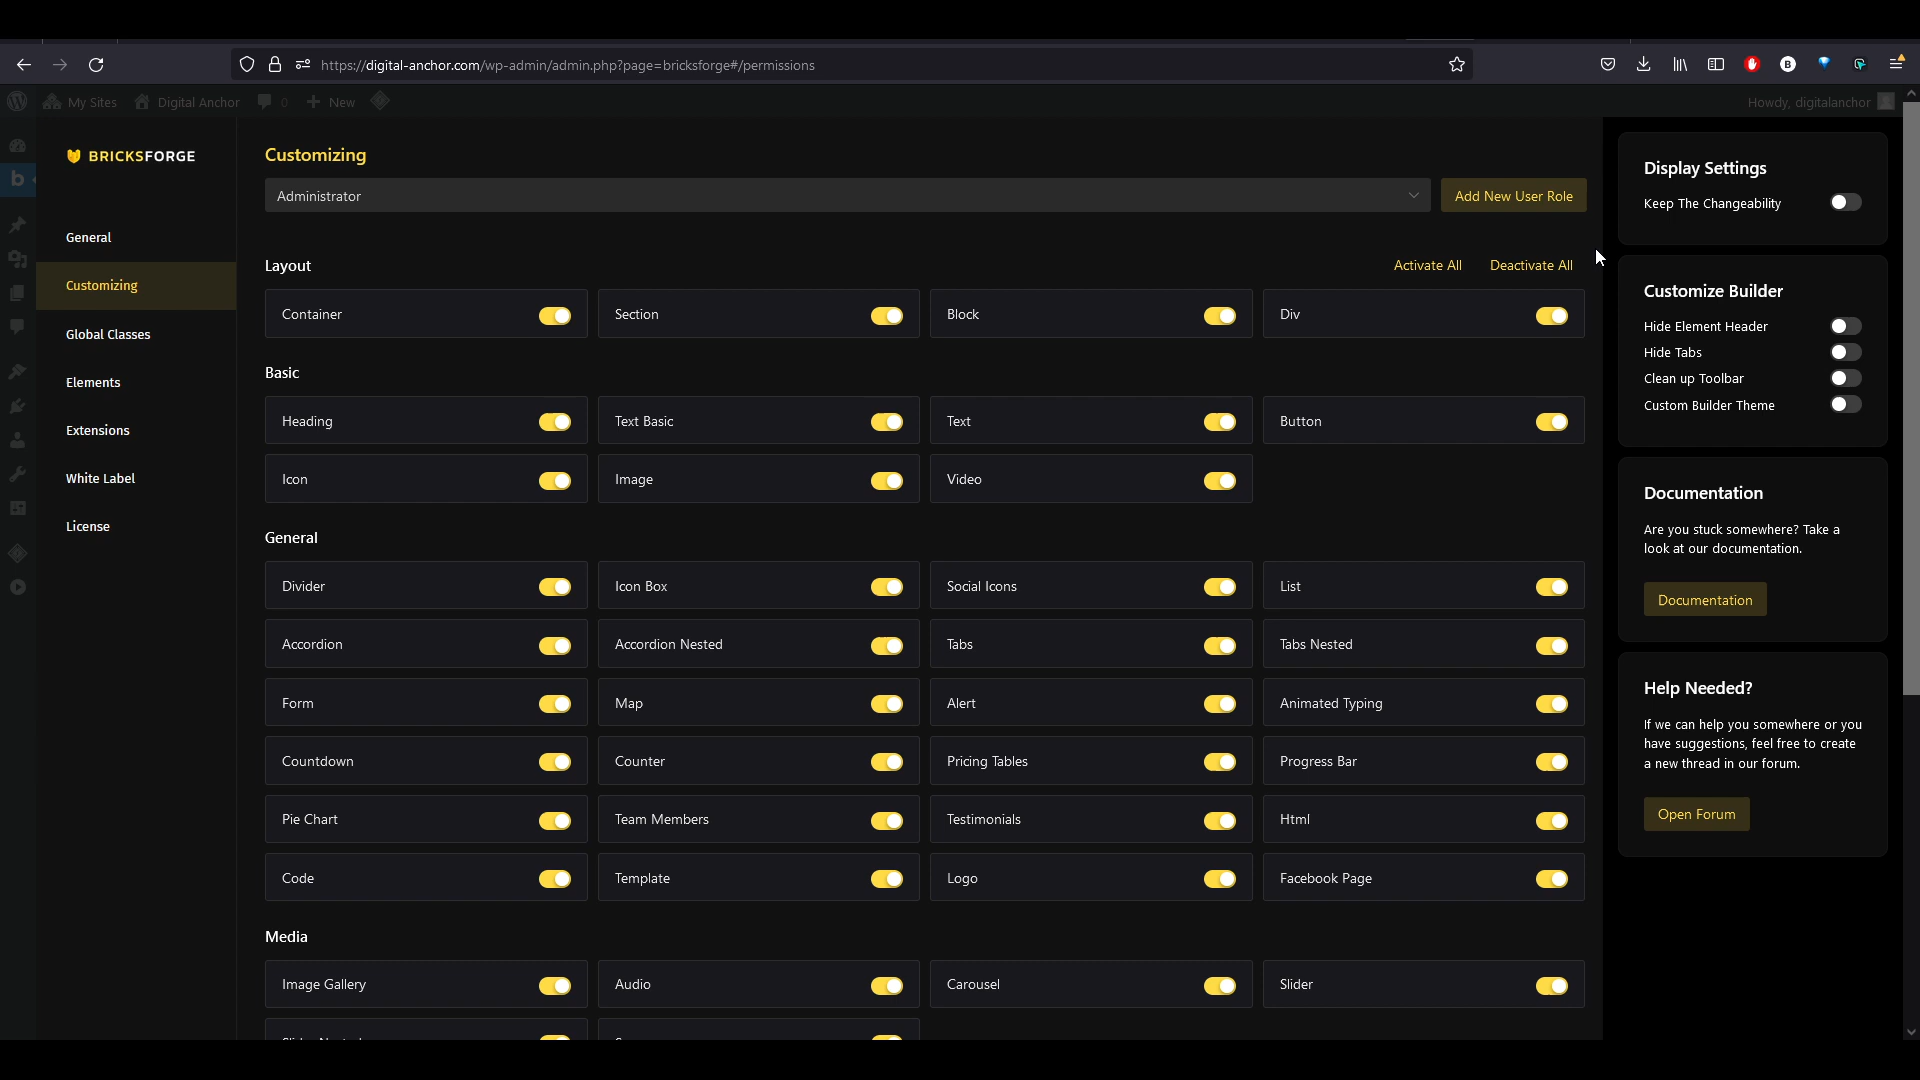 https://digital-anchor.com/wp-admin/admin.php?page=bricksforge#/permissions
My Sites
Digital Anchor
0
New
Howdy, digitalanchor
BRICKSFORGE
General
Customizing
Global Classes
Elements
Extensions
White Label
License
Customizing
Administrator
Add New User Role
Layout
Activate All
Deactivate All
Container
Section
Block
Div
Basic
Heading
Text Basic
Text
Button
Icon
Image
Video
General
Divider
Icon Box
Social Icons
List
Accordion
Accordion Nested
Tabs
Tabs Nested
Form
Map
Alert
Animated Typing
Countdown
Counter
Pricing Tables
Progress Bar
Pie Chart
Team Members
Testimonials
Html
Code
Template
Logo
Facebook Page
Media
Image Gallery
Audio
Carousel
Slider
Display Settings
Keep The Changeability
Customize Builder
Hide Element Header
Hide Tabs
Clean up Toolbar
Custom Builder Theme
Documentation
Are you stuck somewhere? Take a
look at our documentation.
Documentation
Help Needed?
If we can help you somewhere or you
have suggestions, feel free to create
a new thread in our forum.
Open Forum